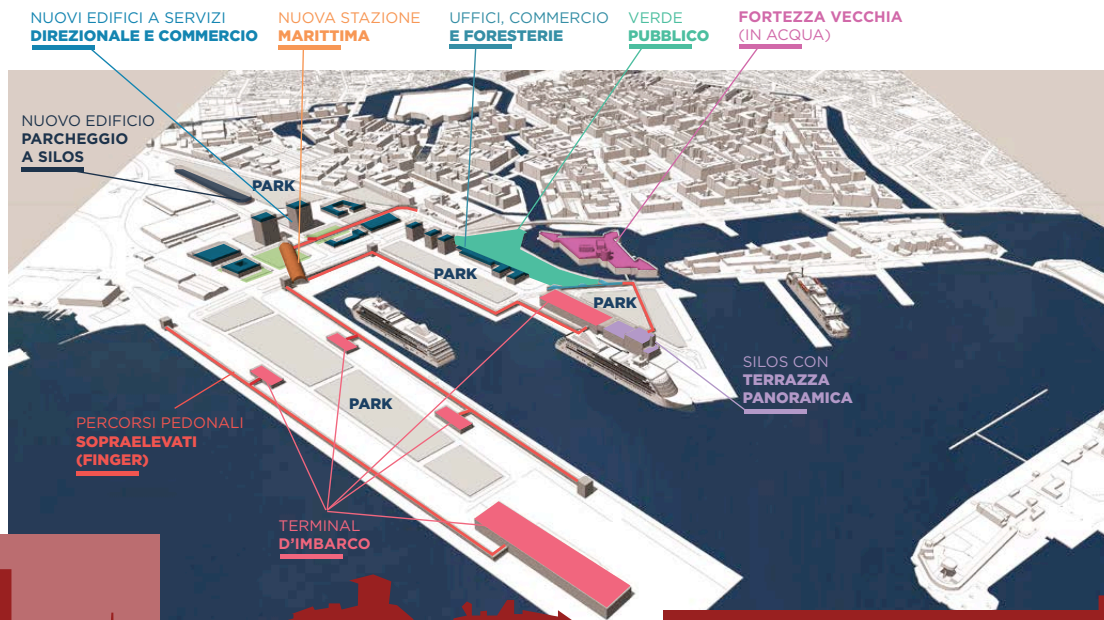 NUOVI EDIFICI A SERVIZI
DIREZIONALE E COMMERCIO
NUOVA STAZIONE
MARITTIMA
UFFICI, COMMERCIO
E FORESTERIE
VERDE
PUBBLICO
FORTEZZA VECCHIA
(IN ACQUA)
NUOVO EDIFICIO
PARCHEGGIO
A SILOS
PARK
PARK
PARK
SILOS CON
TERRAZZA
PANORAMICA
PARK
PERCORSI PEDONALI
SOPRAELEVATI
(FINGER)
TERMINAL
D'IMBARCO